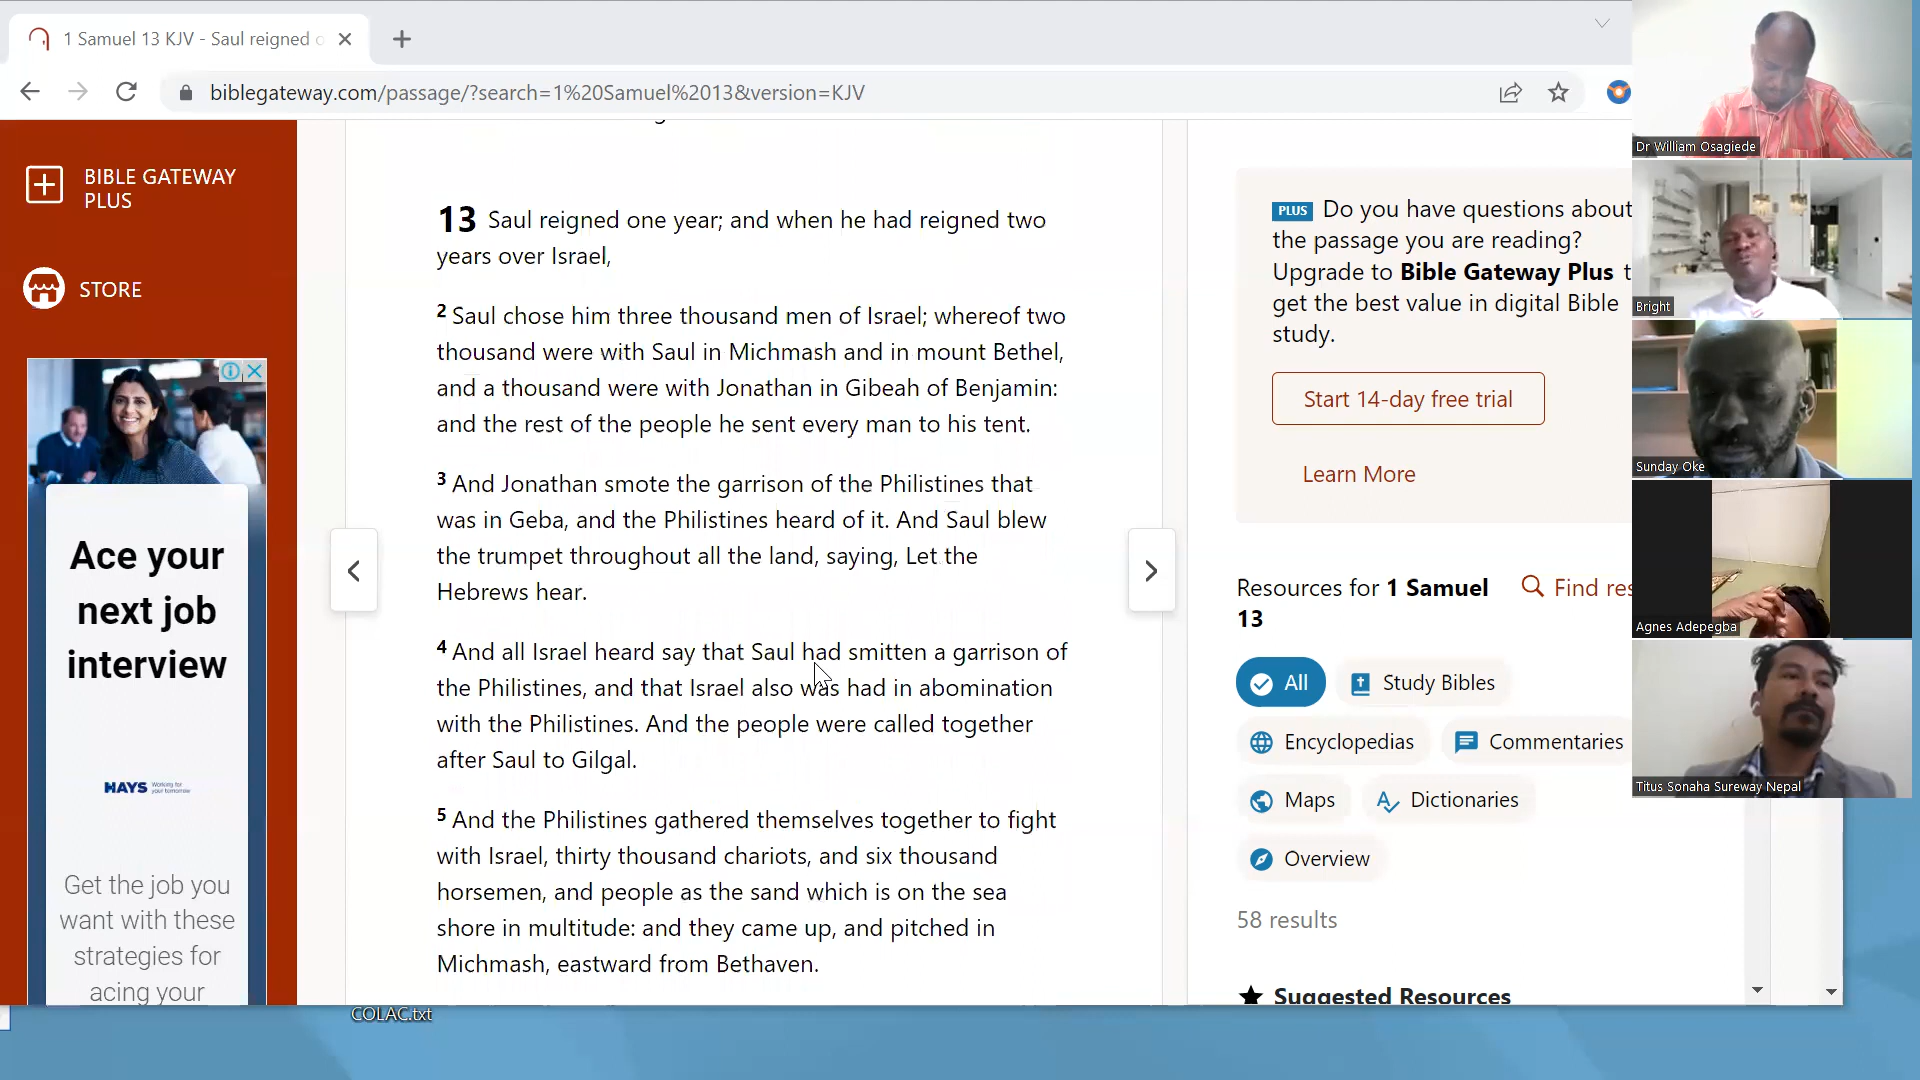 1 Samuel 13 KJV - Saul reigned o
biblegateway.com/passage/?search=1%20Samuel%2013&version=KJV
BIBLE GATEWAY
PLUS
STORE
Ace your
next job
interview
HAYS Working for
your tomorrow
Get the job you
want with these
strategies for
acing your
13 Saul reigned one year; and when he had reigned two
years over Israel,
2 Saul chose him three thousand men of Israel; whereof two
thousand were with Saul in Michmash and in mount Bethel,
and a thousand were with Jonathan in Gibeah of Benjamin:
and the rest of the people he sent every man to his tent.
3 And Jonathan smote the garrison of the Philistines that
was in Geba, and the Philistines heard of it. And Saul blew
the trumpet throughout all the land, saying, Let the
Hebrews hear.
4 And all Israel heard say that Saul had smitten a garrison of
the Philistines, and that Israel also was had in abomination
with the Philistines. And the people were called together
after Saul to Gilgal.
5 And the Philistines gathered themselves together to fight
with Israel, thirty thousand chariots, and six thousand
horsemen, and people as the sand which is on the sea
shore in multitude: and they came up, and pitched in
Michmash, eastward from Bethaven.
PLUS Do you have questions about
the passage you are reading?
Upgrade to Bible Gateway Plus t
get the best value in digital Bible
study.
Start 14-day free trial
Learn More
Resources for 1 Samuel
13
Find res
All
Study Bibles
Encyclopedias
Commentaries
Maps
Dictionaries
Overview
58 results
Suggested Resources
Dr William Osagiede
Bright
Sunday Oke
Agnes Adepegba
Titus Sonaha Sureway Nepal
COLAC.txt